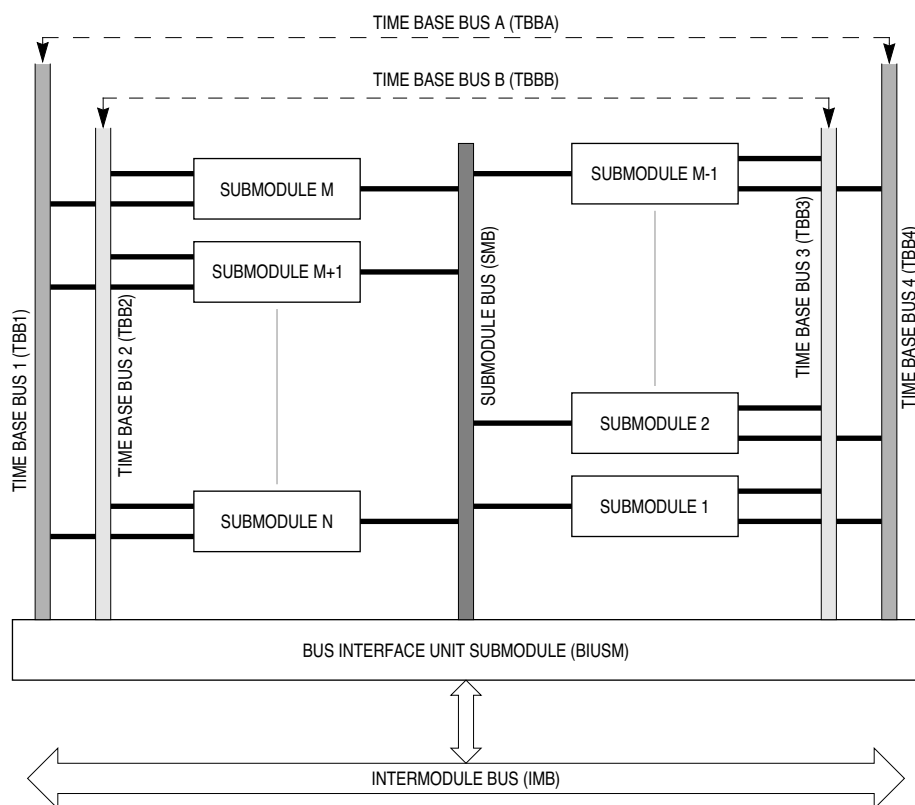 TIME BASE BUS A (TBBA)
TIME BASE BUS B (TBBB)
SUBMODULE M
SUBMODULE M-1
SUBMODULE M+1
SUBMODULE 2
SUBMODULE N
SUBMODULE 1
TIME BASE BUS 1 (TBB1)
TIME BASE BUS 2 (TBB2)
SUBMODULE BUS (SMB)
TIME BASE BUS 3 (TBB3)
TIME BASE BUS 4 (TBB4)
BUS INTERFACE UNIT SUBMODULE (BIUSM)
INTERMODULE BUS (IMB)